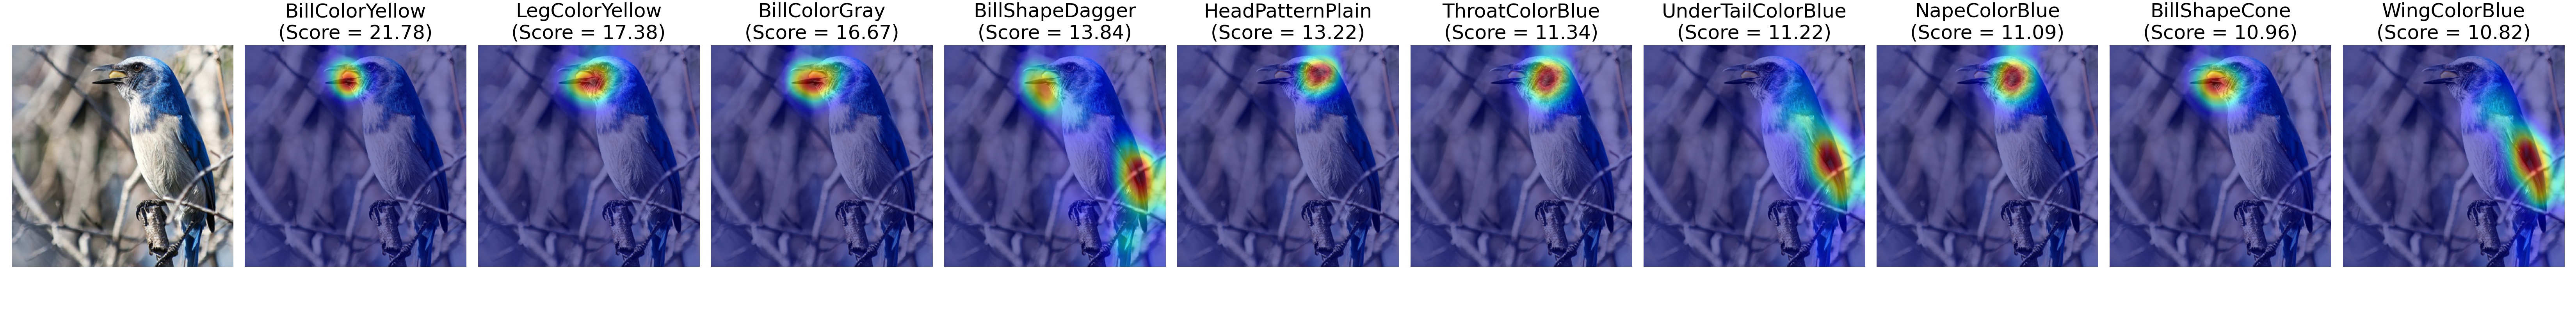 BillColorYellow
(Score = 21.78)
LegColorYellow
(Score = 17.38)
BillColorGray
(Score = 16.67)
BillShapeDagger
(Score = 13.84)
HeadPatternPlain
(Score = 13.22)
ThroatColorBlue
(Score = 11.34)
UnderTailColorBlue
(Score = 11.22)
NapeColorBlue
(Score = 11.09)
BillShapeCone
(Score = 10.96)
WingColorBlue
(Score = 10.82)